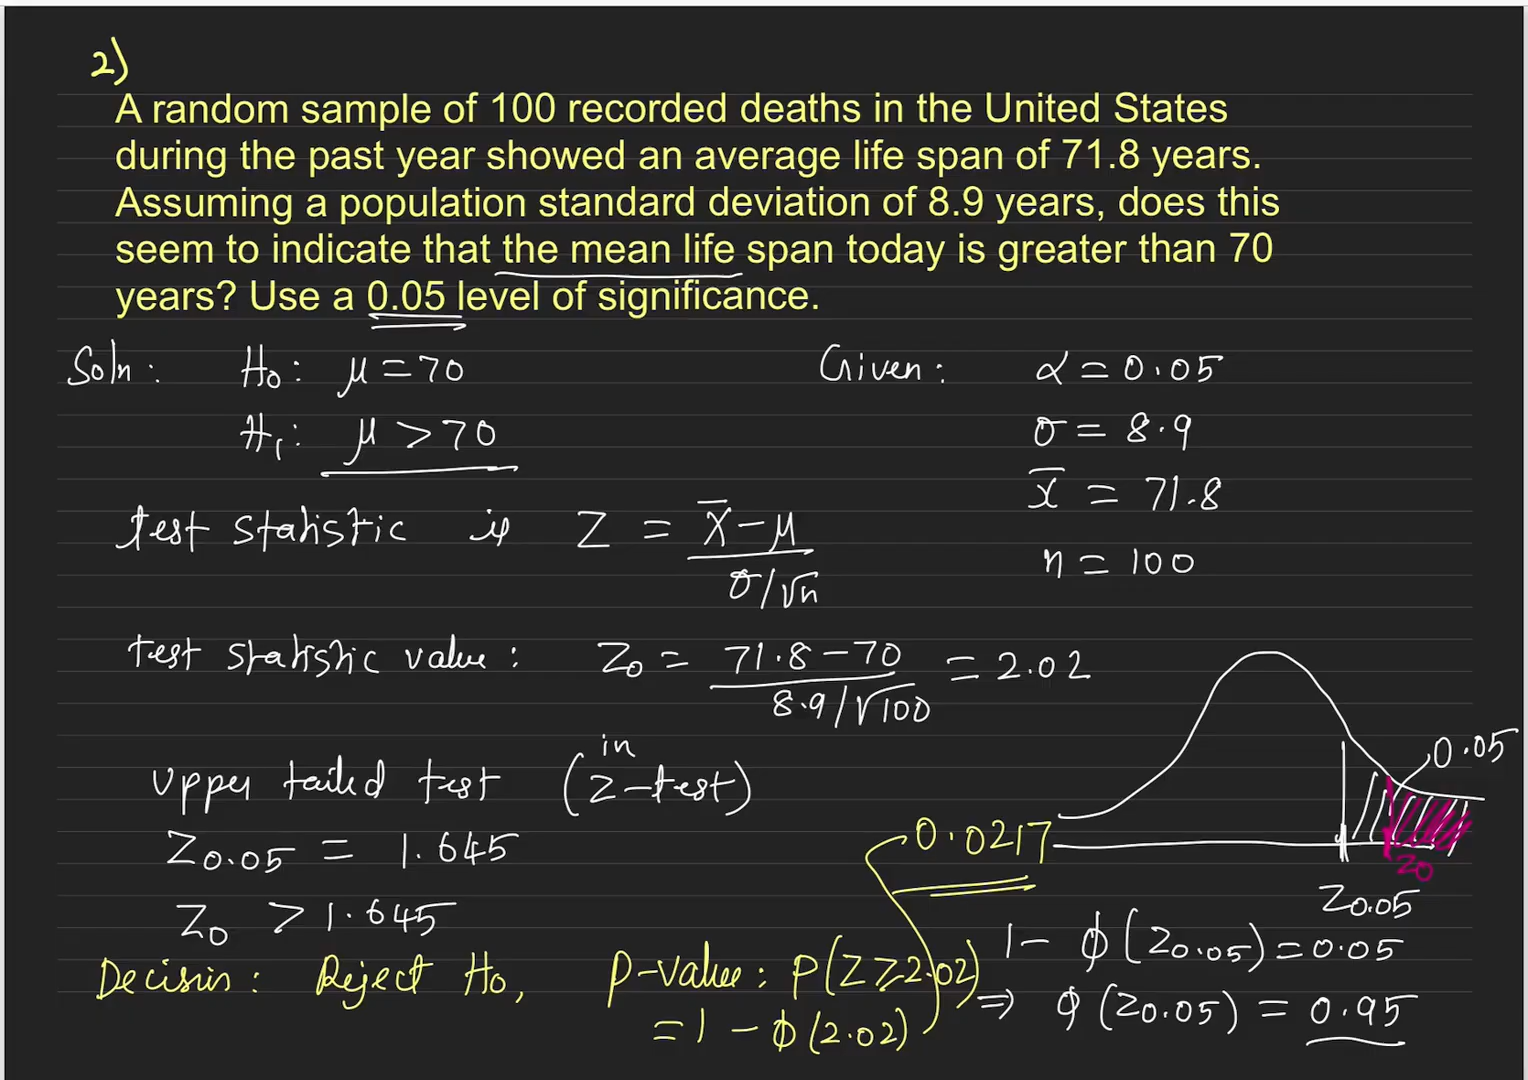 2)
A random sample of 100 recorded deaths in the United States
during the past year showed an average life span of 71.8 years.
Assuming a population standard deviation of 8.9 years, does this
seem to indicate that the mean life span today is greater than 70
years? Use a 0.05 level of significance.
Soln: H₀: μ = 70
H₁: μ > 70
Given: α = 0.05
σ = 8.9
x̄ = 71.8
n = 100
test statistic is Z = (X̄ - μ) / (σ/√n)
test statistic value: Z₀ = (71.8 - 70) / (8.9/√100) = 2.02
Upper tailed test (in Z-test)
Z0.05 = 1.645
Z₀ > 1.645
Decision: Reject H₀,
P-value: P(Z ≥ 2.02)
= 1 - φ(2.02)
0.0217
0.05
Z0
Z0.05
1 - φ(Z0.05) = 0.05
⇒ φ(Z0.05) = 0.95